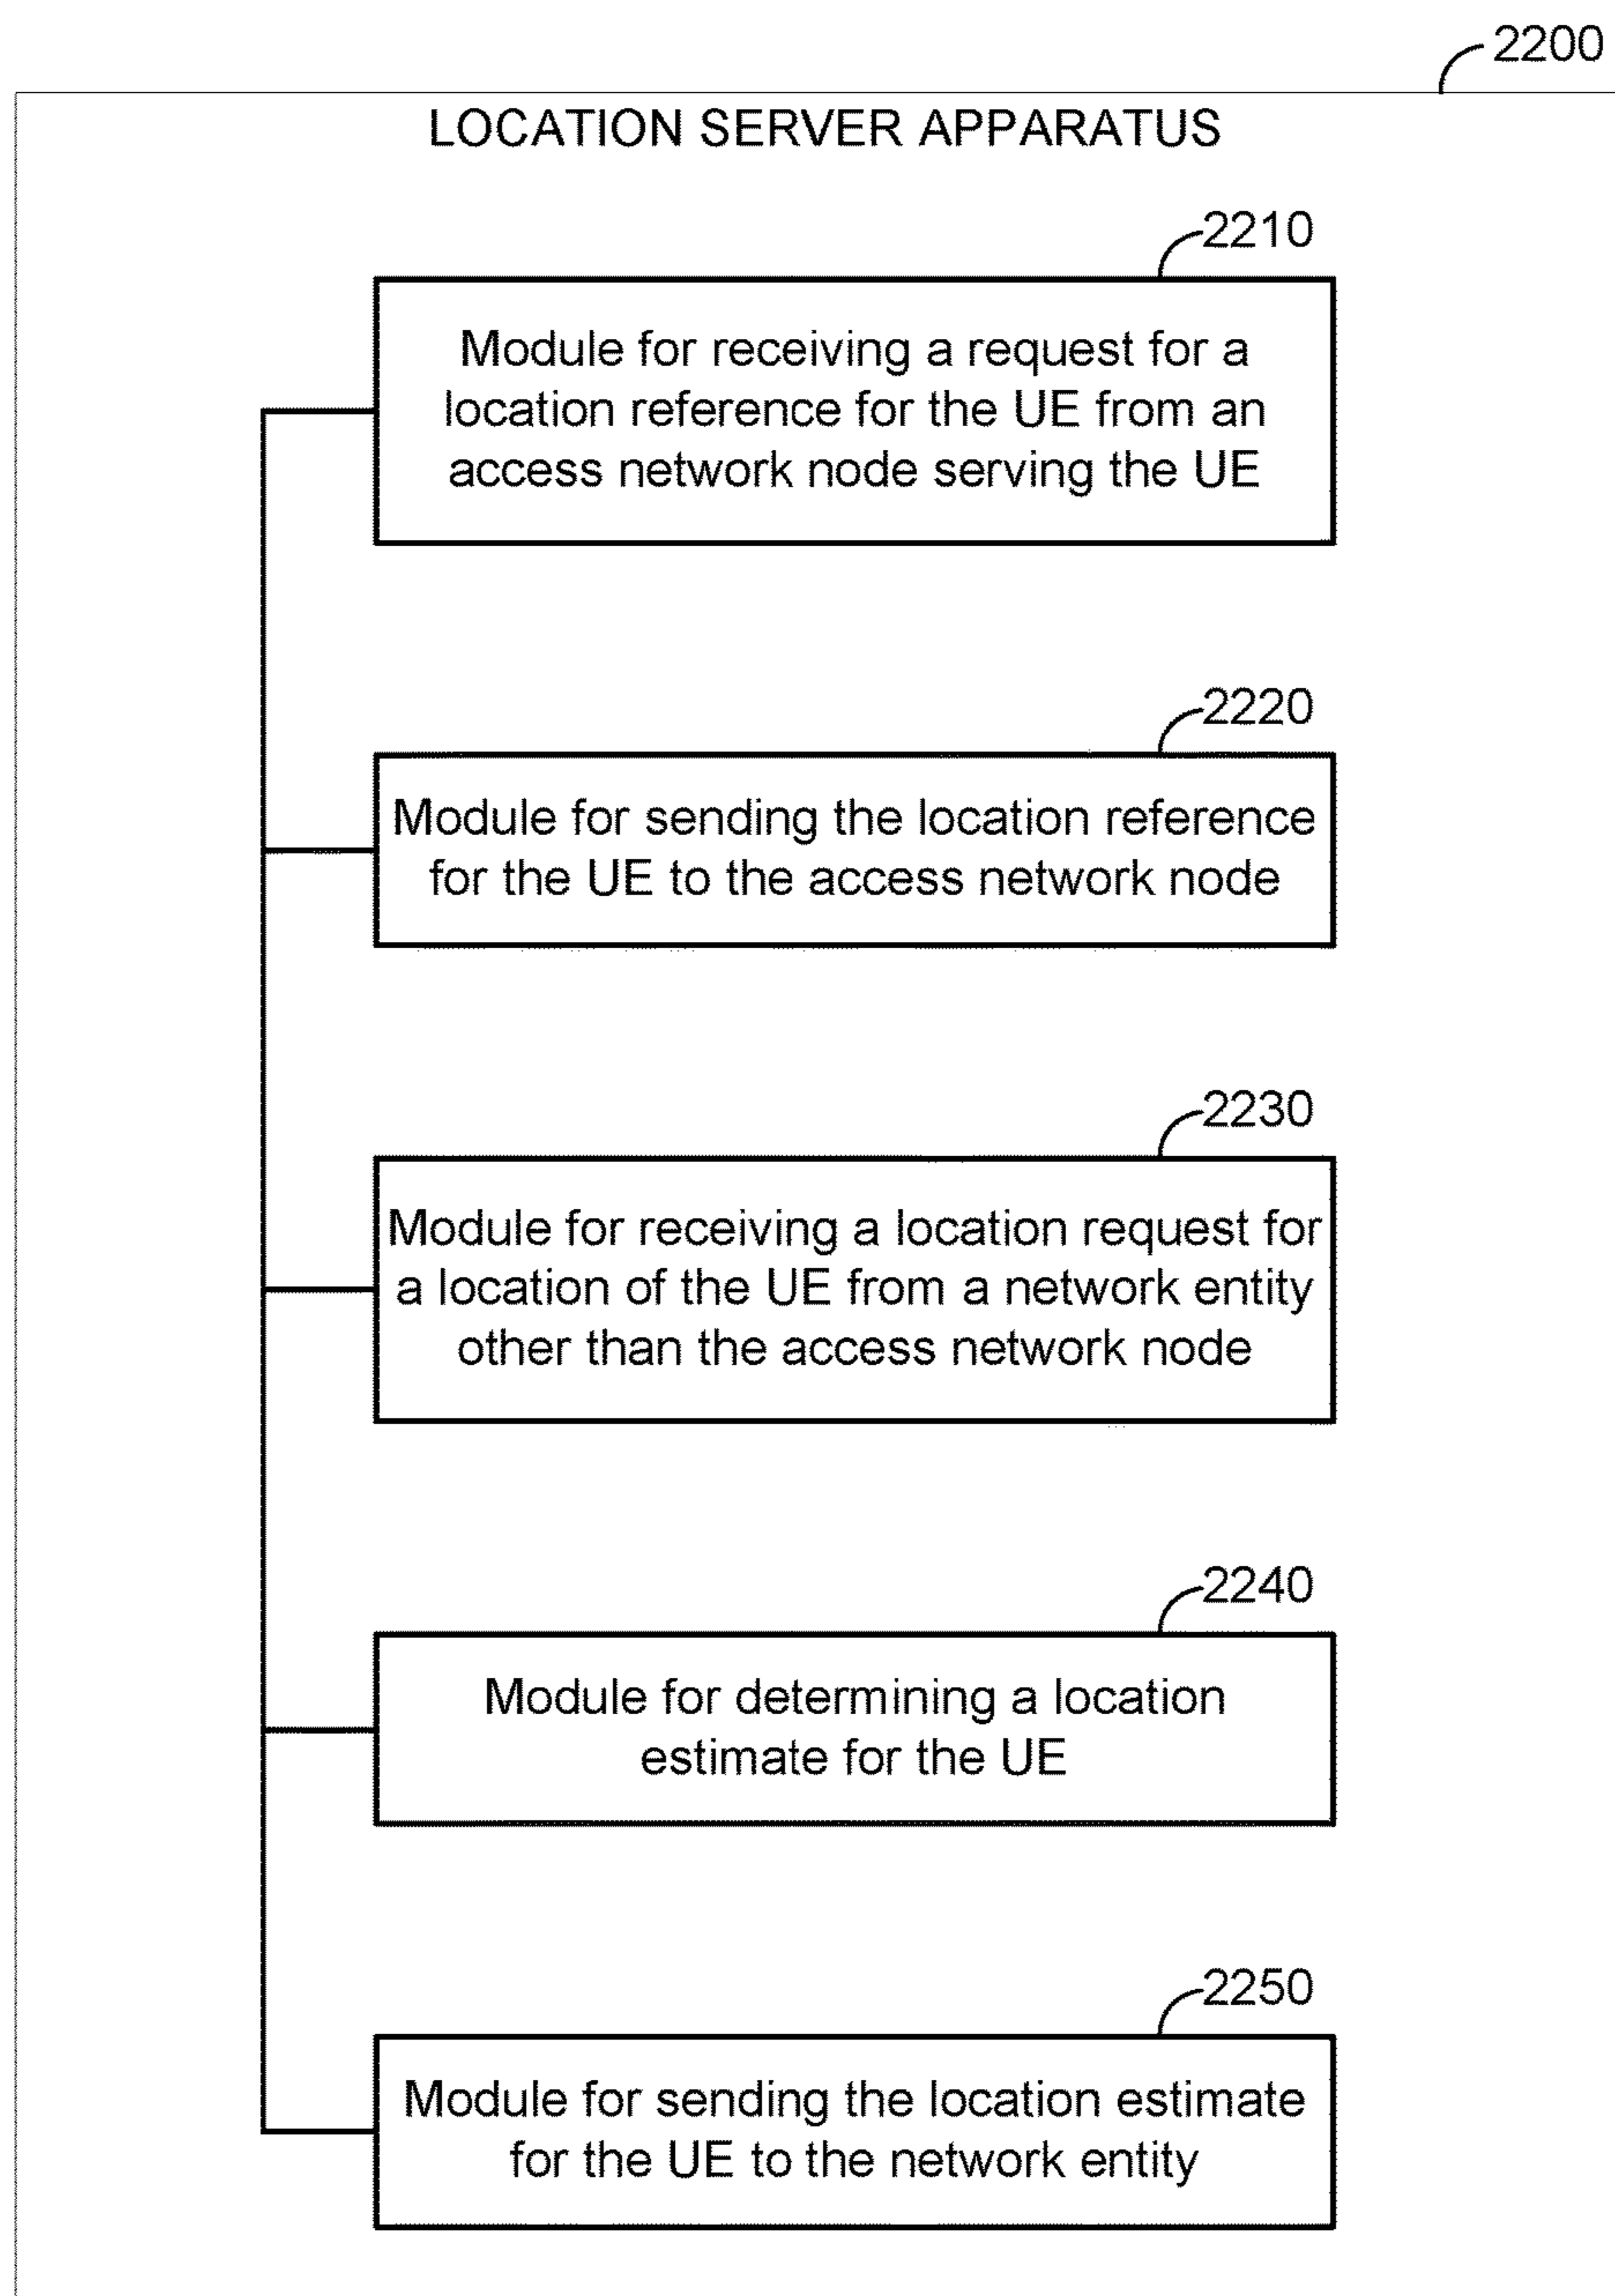 2200
LOCATION SERVER APPARATUS
2210
Module for receiving a request for a
location reference for the UE from an
access network node serving the UE
2220
Module for sending the location reference
for the UE to the access network node
2230
Module for receiving a location request for
a location of the UE from a network entity
other than the access network node
2240
Module for determining a location
estimate for the UE
2250
Module for sending the location estimate
for the UE to the network entity